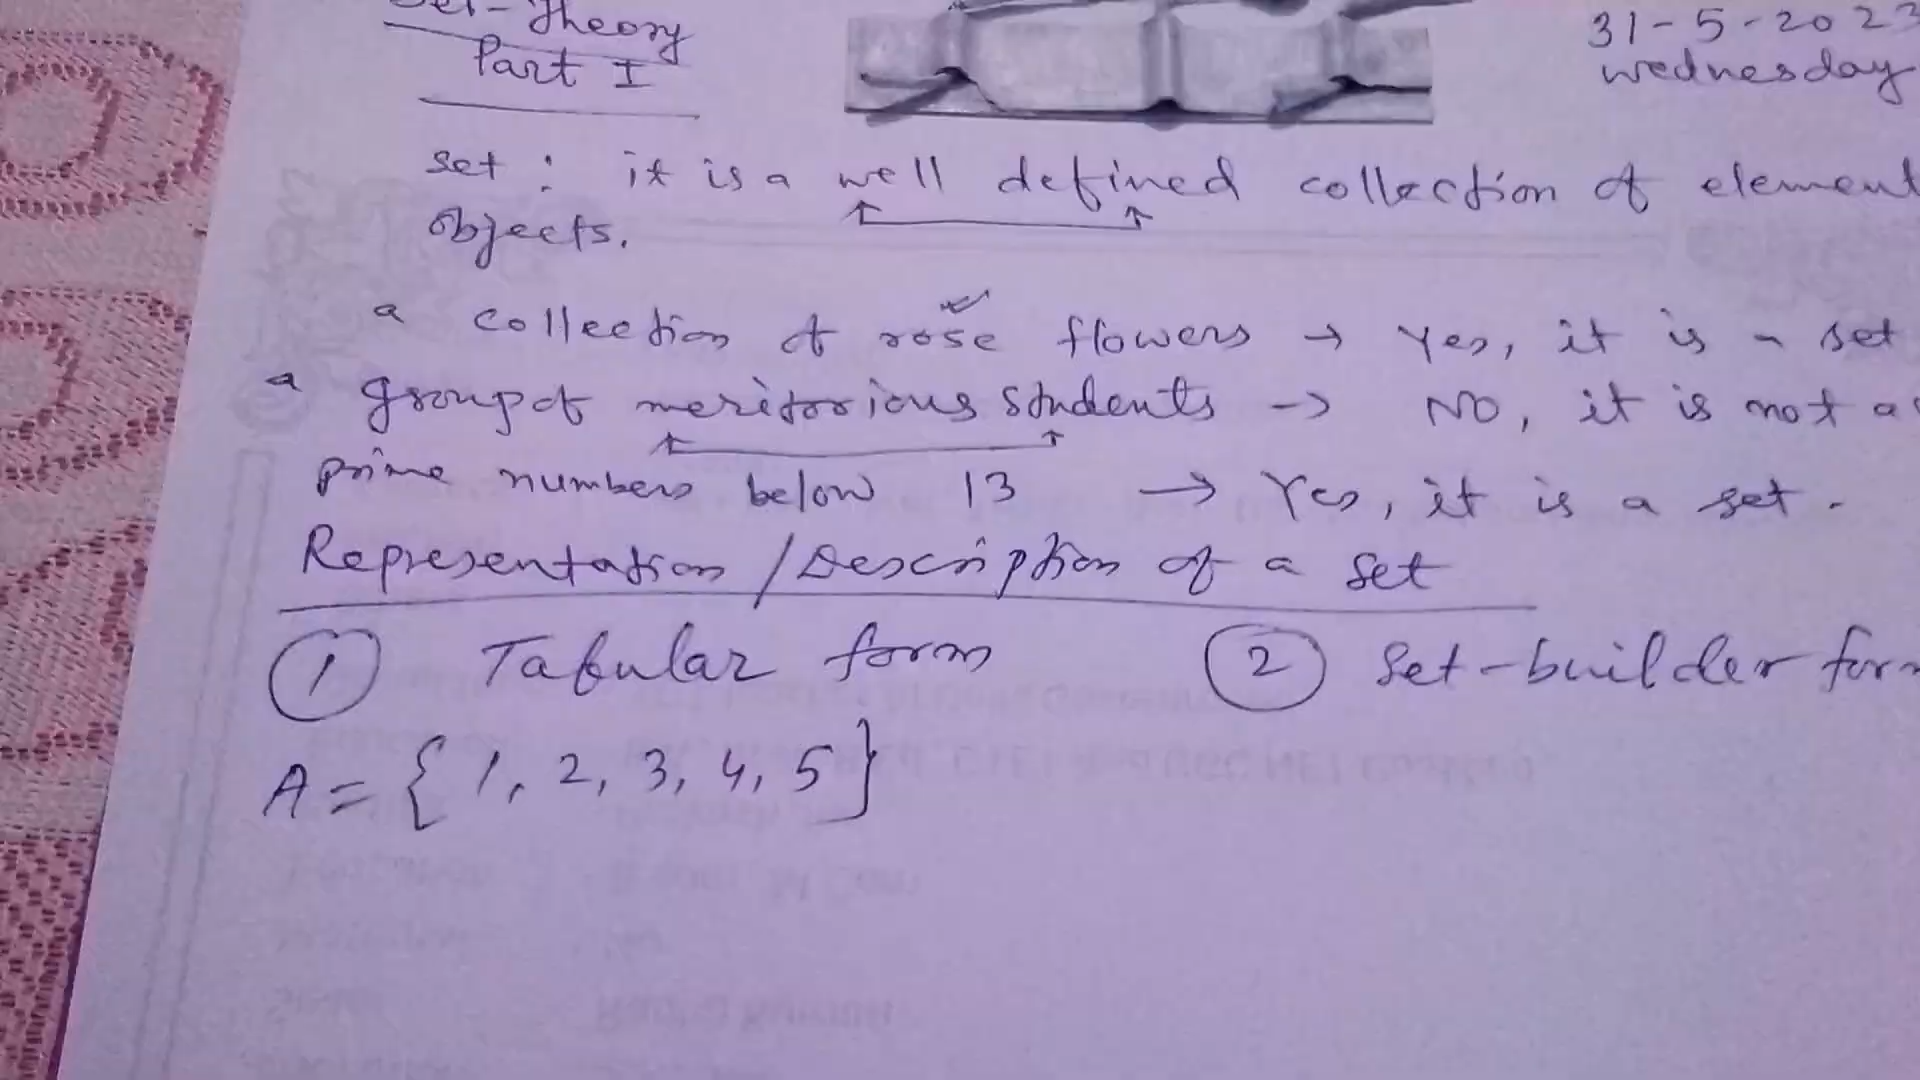 Set-Theory
Part I
31-5-2023
wednesday
set : it is a well defined collection of element
objects.
a collection of rose flowers → Yes, it is a set
a group of meritorious students → NO, it is not a
prime numbers below 13 → Yes, it is a set.
Representation/Description of a set
1 Tabular form 2 Set-builder form
A = { 1, 2, 3, 4, 5 }